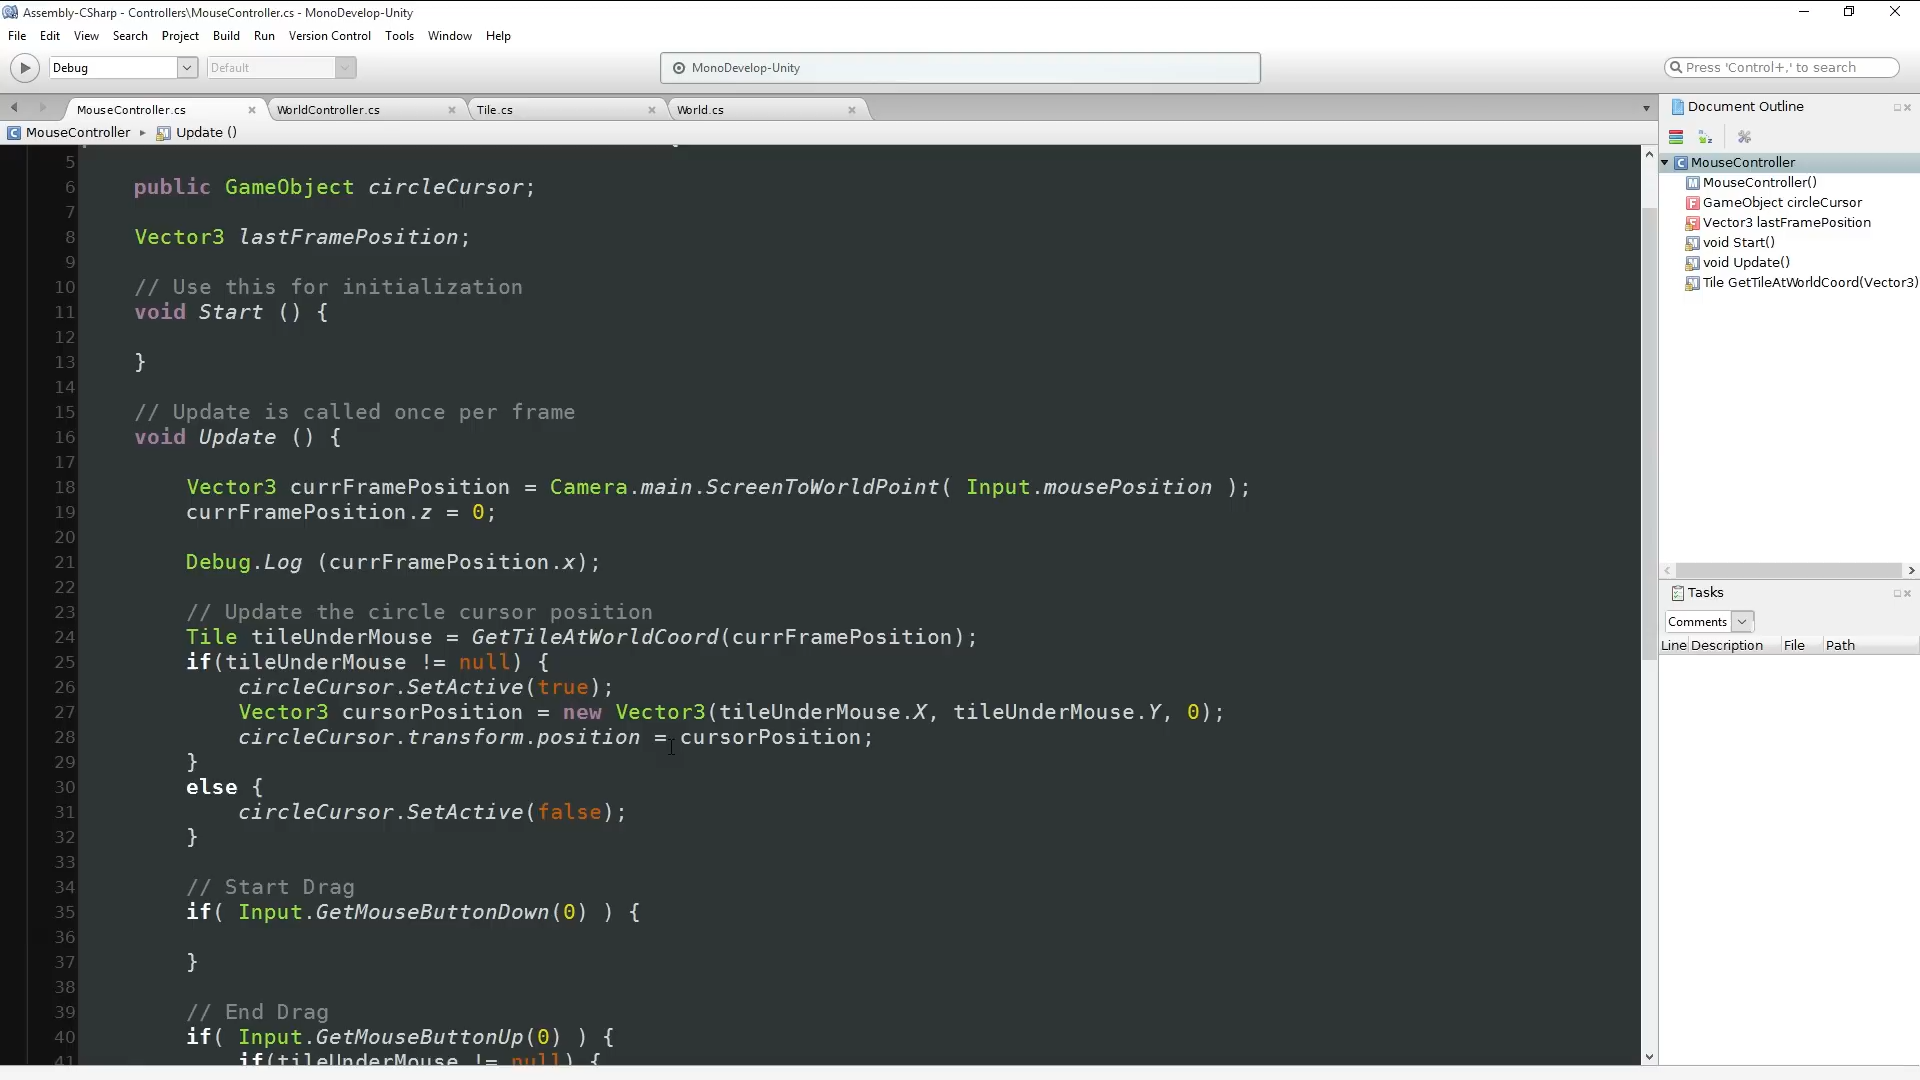 Assembly-CSharp - Controllers\MouseController.cs - MonoDevelop-Unity
File Edit View Search Project Build Run Version Control Tools Window Help
Debug
Default
MonoDevelop-Unity
Press 'Control+,' to search
MouseController.cs
WorldController.cs
Tile.cs
World.cs
MouseController
Update ()
5
6 public GameObject circleCursor;
7
8 Vector3 lastFramePosition;
9
10 // Use this for initialization
11 void Start () {
12
13 }
14
15 // Update is called once per frame
16 void Update () {
17
18 Vector3 currFramePosition = Camera.main.ScreenToWorldPoint( Input.mousePosition );
19 currFramePosition.z = 0;
20
21 Debug.Log (currFramePosition.x);
22
23 // Update the circle cursor position
24 Tile tileUnderMouse = GetTileAtWorldCoord(currFramePosition);
25 if(tileUnderMouse != null) {
26 circleCursor.SetActive(true);
27 Vector3 cursorPosition = new Vector3(tileUnderMouse.X, tileUnderMouse.Y, 0);
28 circleCursor.transform.position = cursorPosition;
29 }
30 else {
31 circleCursor.SetActive(false);
32 }
33
34 // Start Drag
35 if( Input.GetMouseButtonDown(0) ) {
36
37 }
38
39 // End Drag
40 if( Input.GetMouseButtonUp(0) ) {
41 if(tileUnderMouse != null) {
Document Outline
MouseController
MouseController()
GameObject circleCursor
Vector3 lastFramePosition
void Start()
void Update()
Tile GetTileAtWorldCoord(Vector3)
Tasks
Comments
Line Description File Path